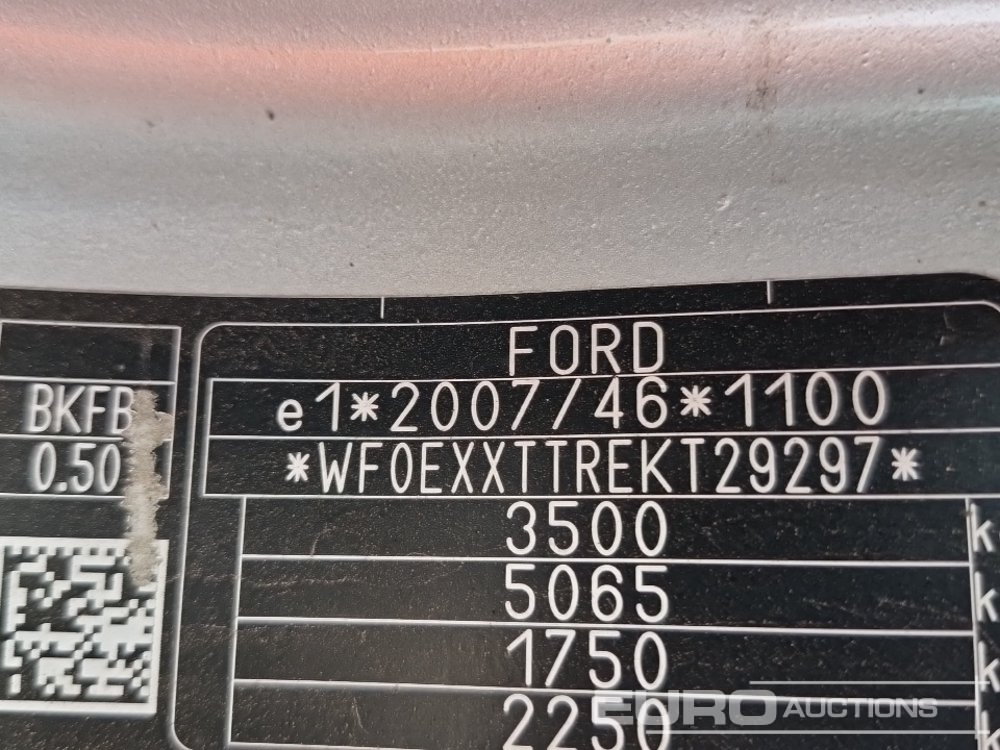 FORD
BKFB
e1*2007/46*1100
0.50
*WF0EXXTTREKT29297*
3500 k
5065 k
1750 k
2250
EURO AUCTIONS